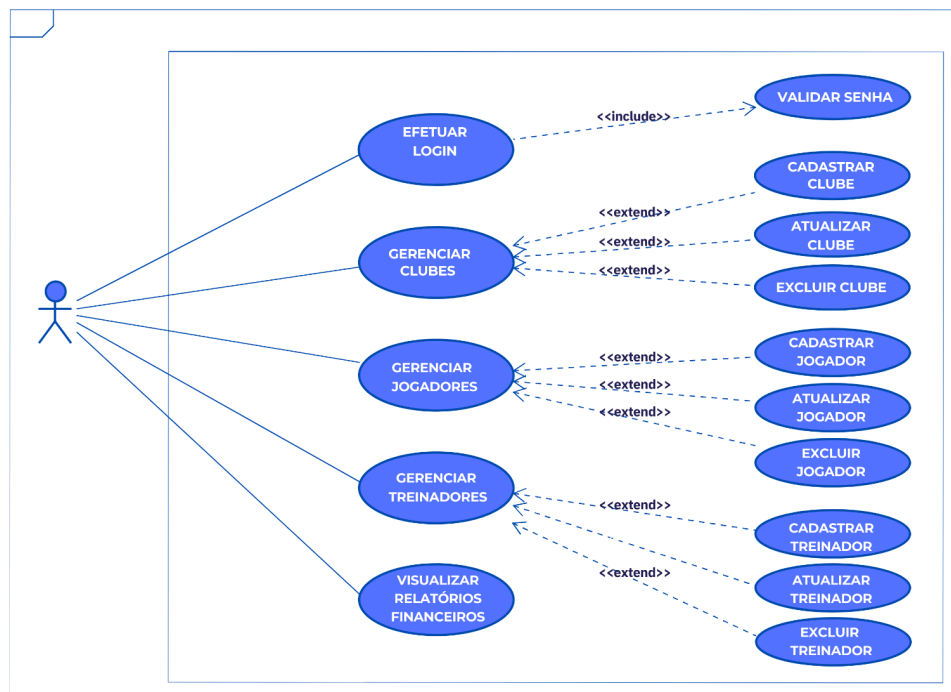 VALIDAR SENHA
<<include>>
EFETUAR
LOGIN
CADASTRAR
CLUBE
<<extend>>
ATUALIZAR
CLUBE
<<extend>>
GERENCIAR
CLUBES
<<extend>>
EXCLUIR CLUBE
CADASTRAR
JOGADOR
<<extend>>
GERENCIAR
JOGADORES
<<extend>>
ATUALIZAR
JOGADOR
<<extend>>
EXCLUIR
JOGADOR
GERENCIAR
TREINADORES
<<extend>>
CADASTRAR
TREINADOR
<<extend>>
ATUALIZAR
TREINADOR
VISUALIZAR
RELATÓRIOS
FINANCEIROS
EXCLUIR
TREINADOR